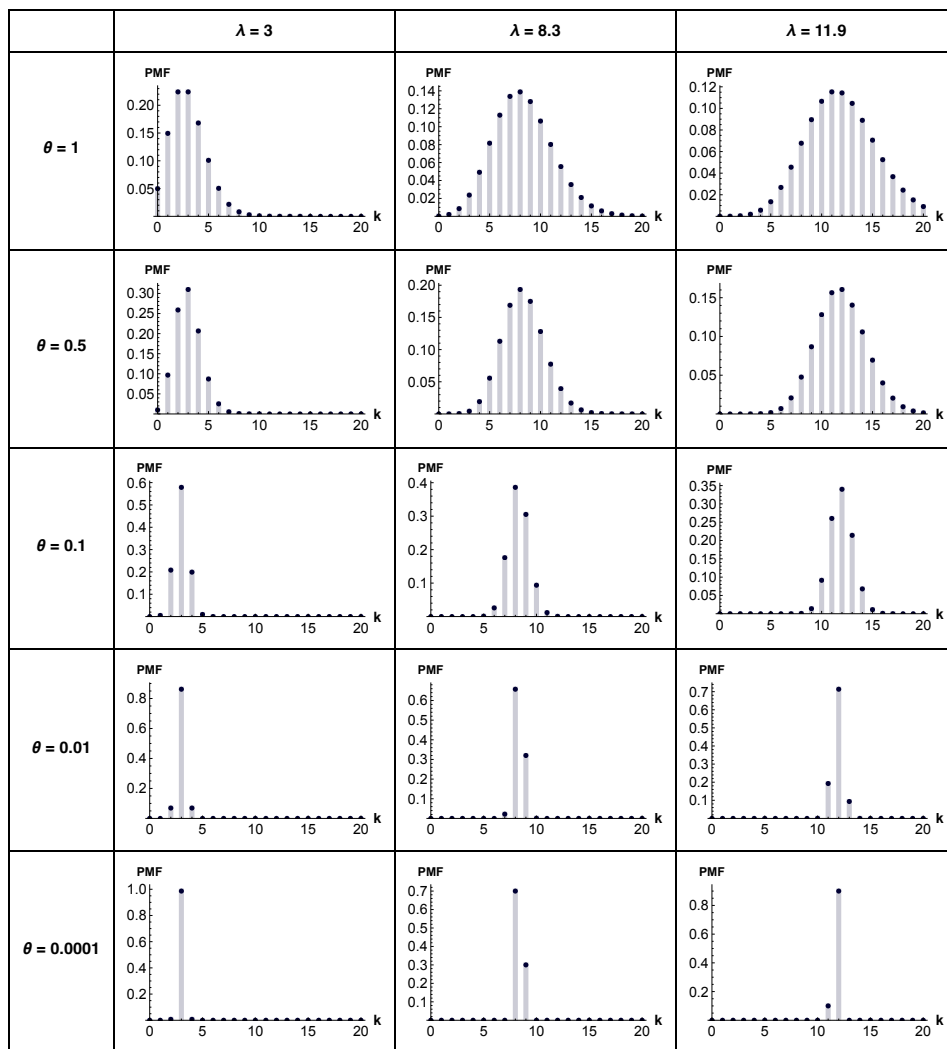 λ = 3 λ = 8.3 λ = 11.9
θ = 1
PMF
0.20
0.15
0.10
0.05
0 5 10 15 20 k
PMF
0.14
0.12
0.10
0.08
0.06
0.04
0.02
0 5 10 15 20 k
PMF
0.12
0.10
0.08
0.06
0.04
0.02
0 5 10 15 20 k
θ = 0.5
PMF
0.30
0.25
0.20
0.15
0.10
0.05
0 5 10 15 20 k
PMF
0.20
0.15
0.10
0.05
0 5 10 15 20 k
PMF
0.15
0.10
0.05
0 5 10 15 20 k
θ = 0.1
PMF
0.6
0.5
0.4
0.3
0.2
0.1
0 5 10 15 20 k
PMF
0.4
0.3
0.2
0.1
0 5 10 15 20 k
PMF
0.35
0.30
0.25
0.20
0.15
0.10
0.05
0 5 10 15 20 k
θ = 0.01
PMF
0.8
0.6
0.4
0.2
0 5 10 15 20 k
PMF
0.6
0.5
0.4
0.3
0.2
0.1
0 5 10 15 20 k
PMF
0.7
0.6
0.5
0.4
0.3
0.2
0.1
0 5 10 15 20 k
θ = 0.0001
PMF
1.0
0.8
0.6
0.4
0.2
0 5 10 15 20 k
PMF
0.7
0.6
0.5
0.4
0.3
0.2
0.1
0 5 10 15 20 k
PMF
0.8
0.6
0.4
0.2
0 5 10 15 20 k